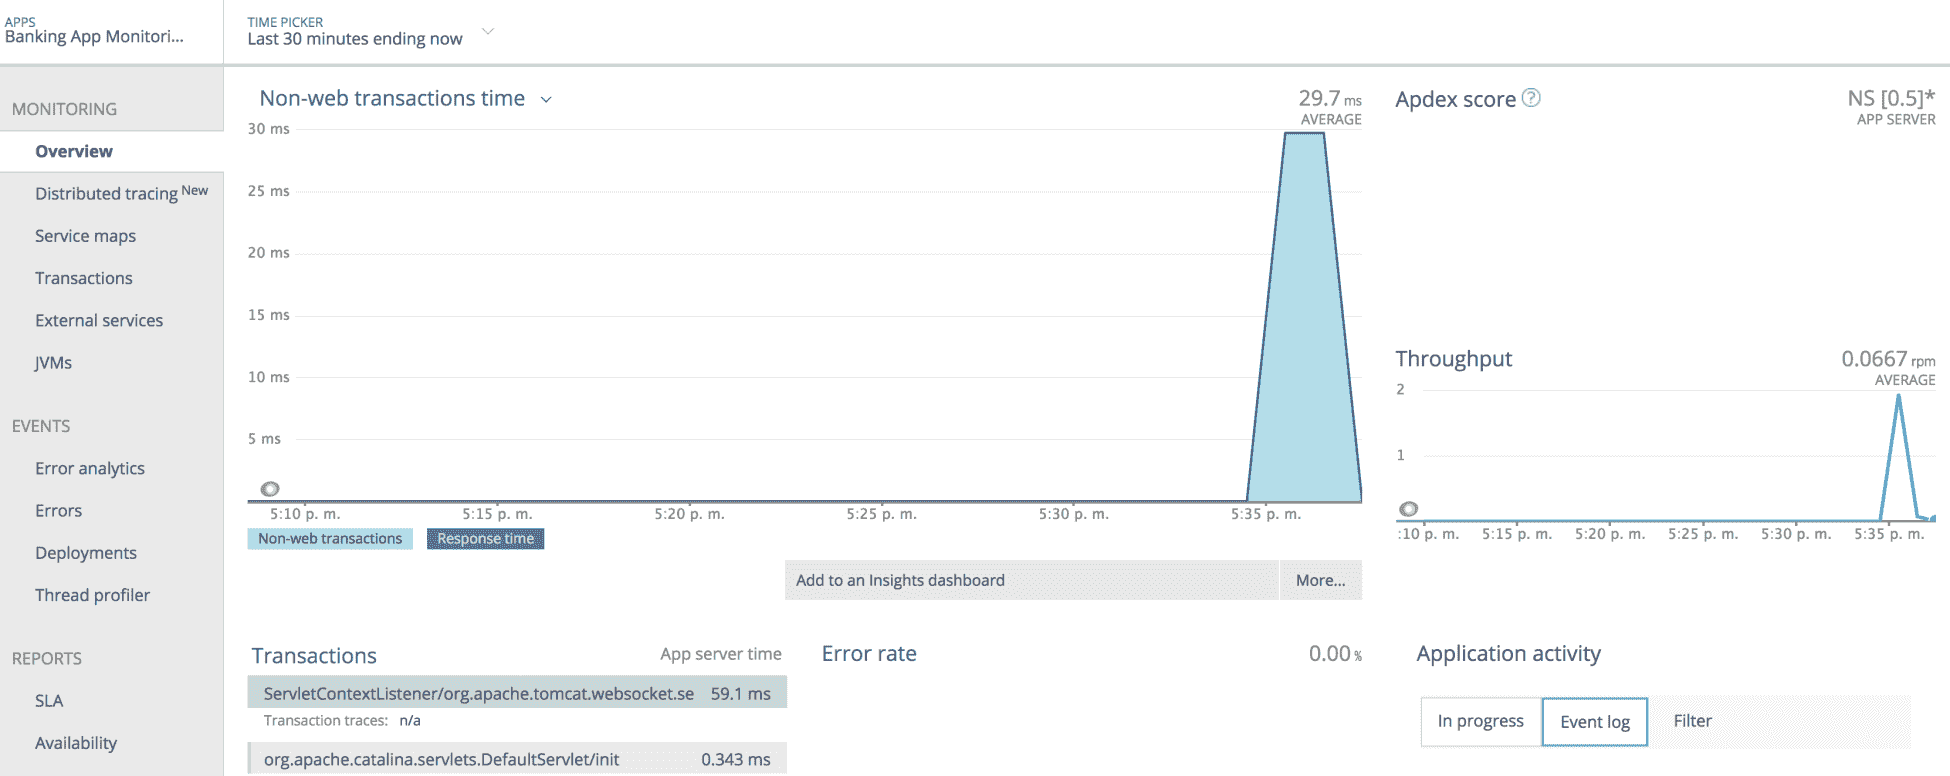 APPS
Banking App Monitori...
TIME PICKER
Last 30 minutes ending now
MONITORING
Overview
Distributed tracing New
Service maps
Transactions
External services
JVMs
EVENTS
Error analytics
Errors
Deployments
Thread profiler
REPORTS
SLA
Availability
Non-web transactions time
29.7 ms
AVERAGE
30 ms
25 ms
20 ms
15 ms
10 ms
5 ms
5:10 p. m. 5:15 p. m. 5:20 p. m. 5:25 p. m. 5:30 p. m. 5:35 p. m.
Non-web transactions Response time
Add to an Insights dashboard More...
Apdex score ? NS [0.5]*
APP SERVER
Throughput 0.0667 rpm
AVERAGE
2
1
:10 p. m. 5:15 p. m. 5:20 p. m. 5:25 p. m. 5:30 p. m. 5:35 p. m.
Transactions App server time
ServletContextListener/org.apache.tomcat.websocket.se 59.1 ms
Transaction traces: n/a
org.apache.catalina.servlets.DefaultServlet/init 0.343 ms
Error rate 0.00 %
Application activity
In progress Event log Filter